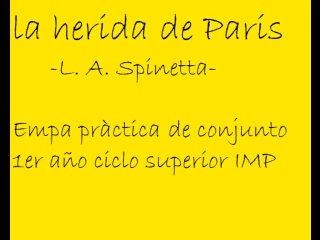 la herida de Paris
-L. A. Spinetta-
Empa pràctica de conjunto
1er año ciclo superior IMP